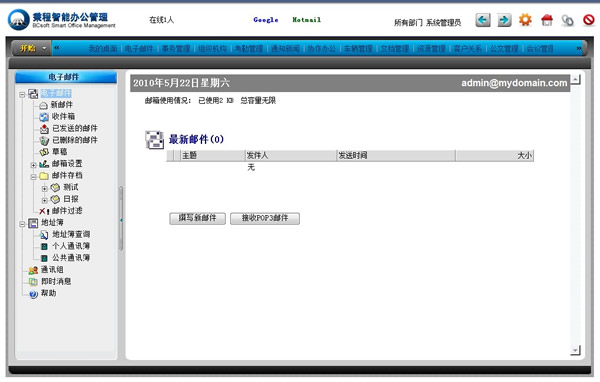 秉程智能办公管理
BCsoft Smart Office Management
在线1人
Google
Hotmail
所有部门 系统管理员
开始
我的桌面 电子邮件 事务管理 组织机构 考勤管理 通知新闻 协作办公 车辆管理 文档管理 资源管理 客户关系 公文管理 会议管理
电子邮件
电子邮件
新邮件
收件箱
已发送的邮件
已删除的邮件
草稿
邮箱设置
邮件存档
测试
日报
邮件过滤
地址簿
地址簿查询
个人通讯簿
公共通讯簿
通讯组
即时消息
帮助
2010年5月22日星期六
admin@mydomain.com
邮箱使用情况: 已使用2 KB 总容量无限
最新邮件(0)
主题 发件人 发送时间 大小
无
撰写新邮件
接收POP3邮件